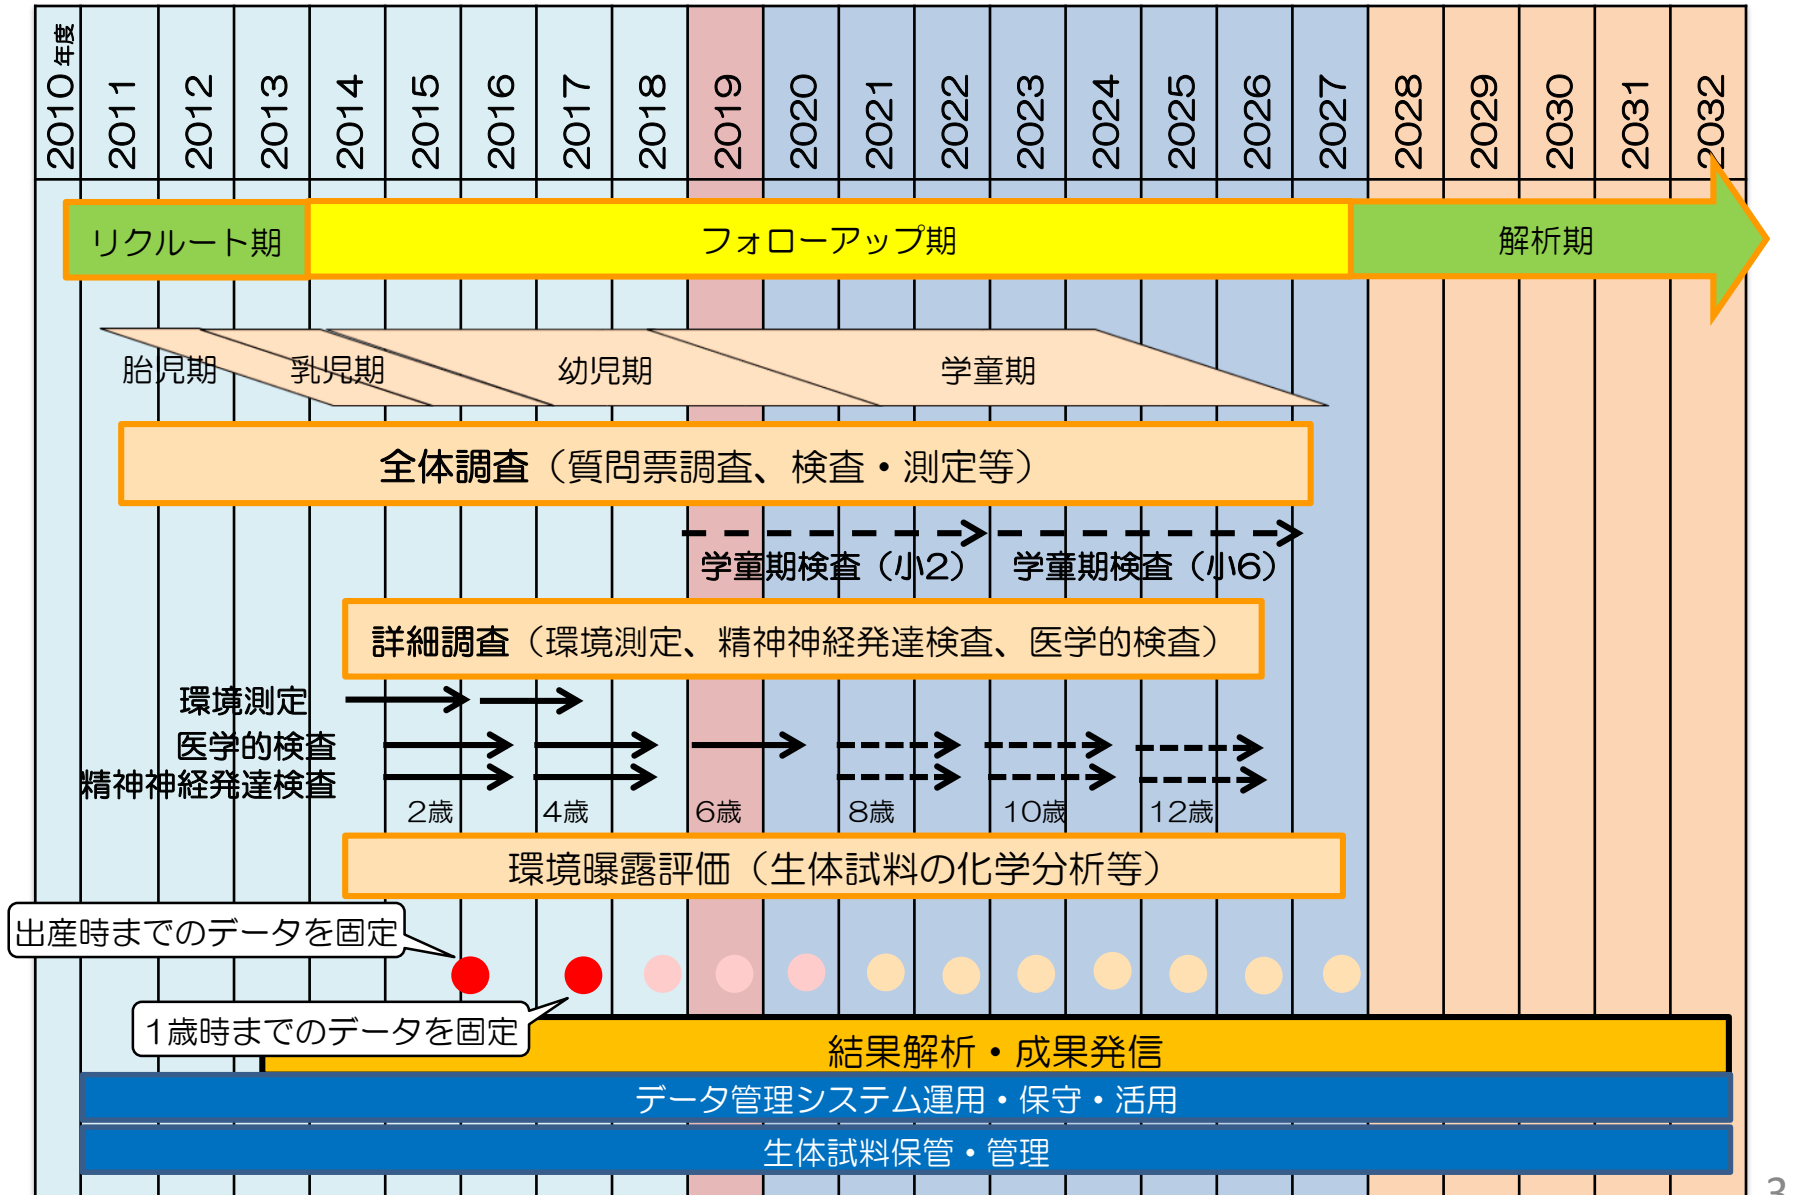 2010年度 2011 2012 2013 2014 2015 2016 2017 2018 2019 2020 2021 2022 2023 2024 2025 2026 2027 2028 2029 2030 2031 2032
リクルート期 フォローアップ期 解析期
胎児期 乳児期 幼児期 学童期
全体調査（質問票調査、検査・測定等）
学童期検査（小2） 学童期検査（小6）
詳細調査（環境測定、精神神経発達検査、医学的検査）
環境測定
医学的検査
精神神経発達検査
2歳 4歳 6歳 8歳 10歳 12歳
環境曝露評価（生体試料の化学分析等）
出産時までのデータを固定
1歳時までのデータを固定
結果解析・成果発信
データ管理システム運用・保守・活用
生体試料保管・管理
3